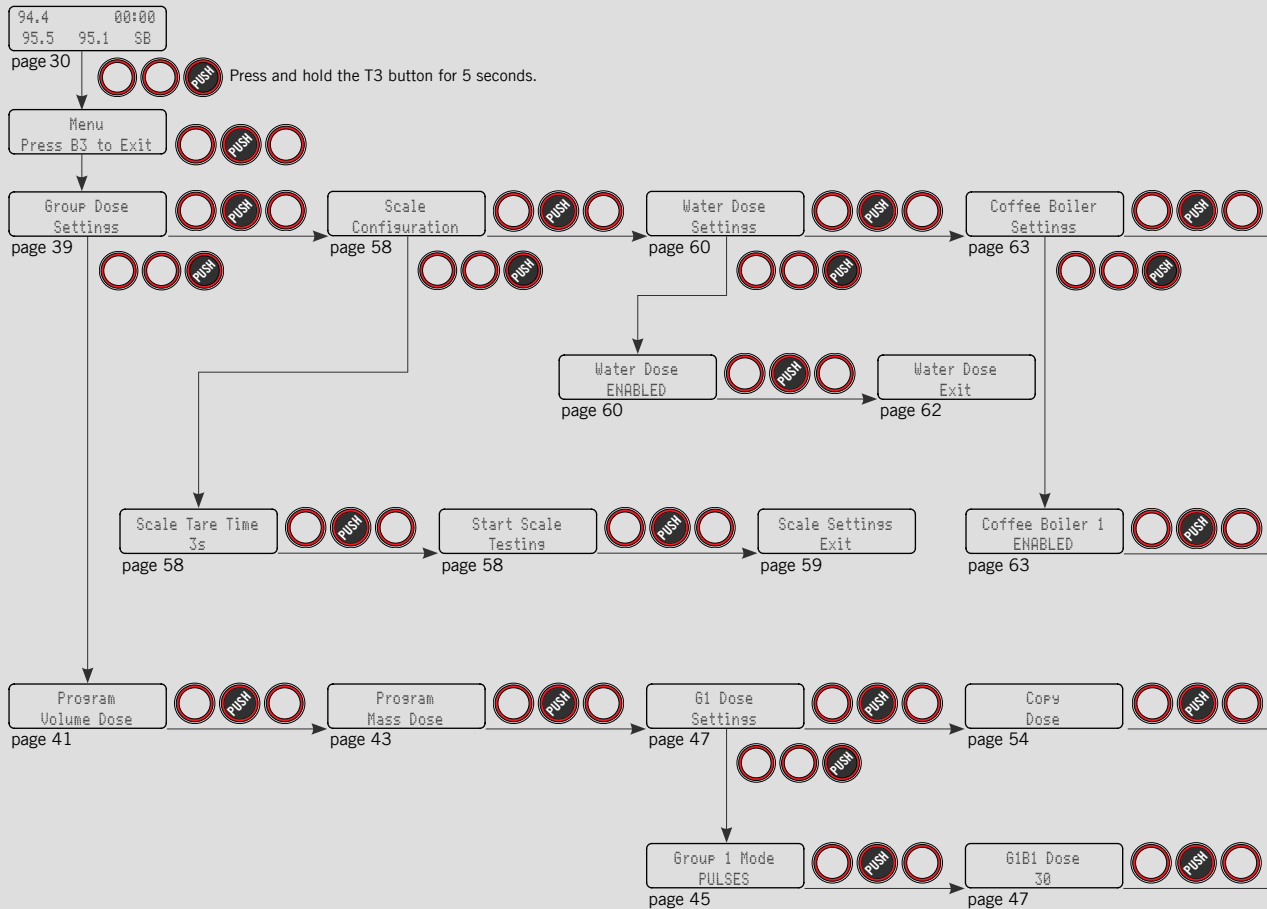 94.4 00:00
95.5 95.1 SB
page 30
PUSH
Press and hold the T3 button for 5 seconds.
Menu
Press B3 to Exit
PUSH
Group Dose
Settings
page 39
PUSH
Scale
Configuration
page 58
PUSH
Water Dose
Settings
page 60
PUSH
Coffee Boiler
Settings
page 63
PUSH
PUSH
PUSH
PUSH
PUSH
Water Dose
ENABLED
page 60
PUSH
Water Dose
Exit
page 62
Scale Tare Time
3s
page 58
PUSH
Start Scale
Testing
page 58
PUSH
Scale Settings
Exit
page 59
Coffee Boiler 1
ENABLED
page 63
PUSH
Program
Volume Dose
page 41
PUSH
Program
Mass Dose
page 43
PUSH
G1 Dose
Settings
page 47
PUSH
Copy
Dose
page 54
PUSH
PUSH
Group 1 Mode
PULSES
page 45
PUSH
G1B1 Dose
30
page 47
PUSH